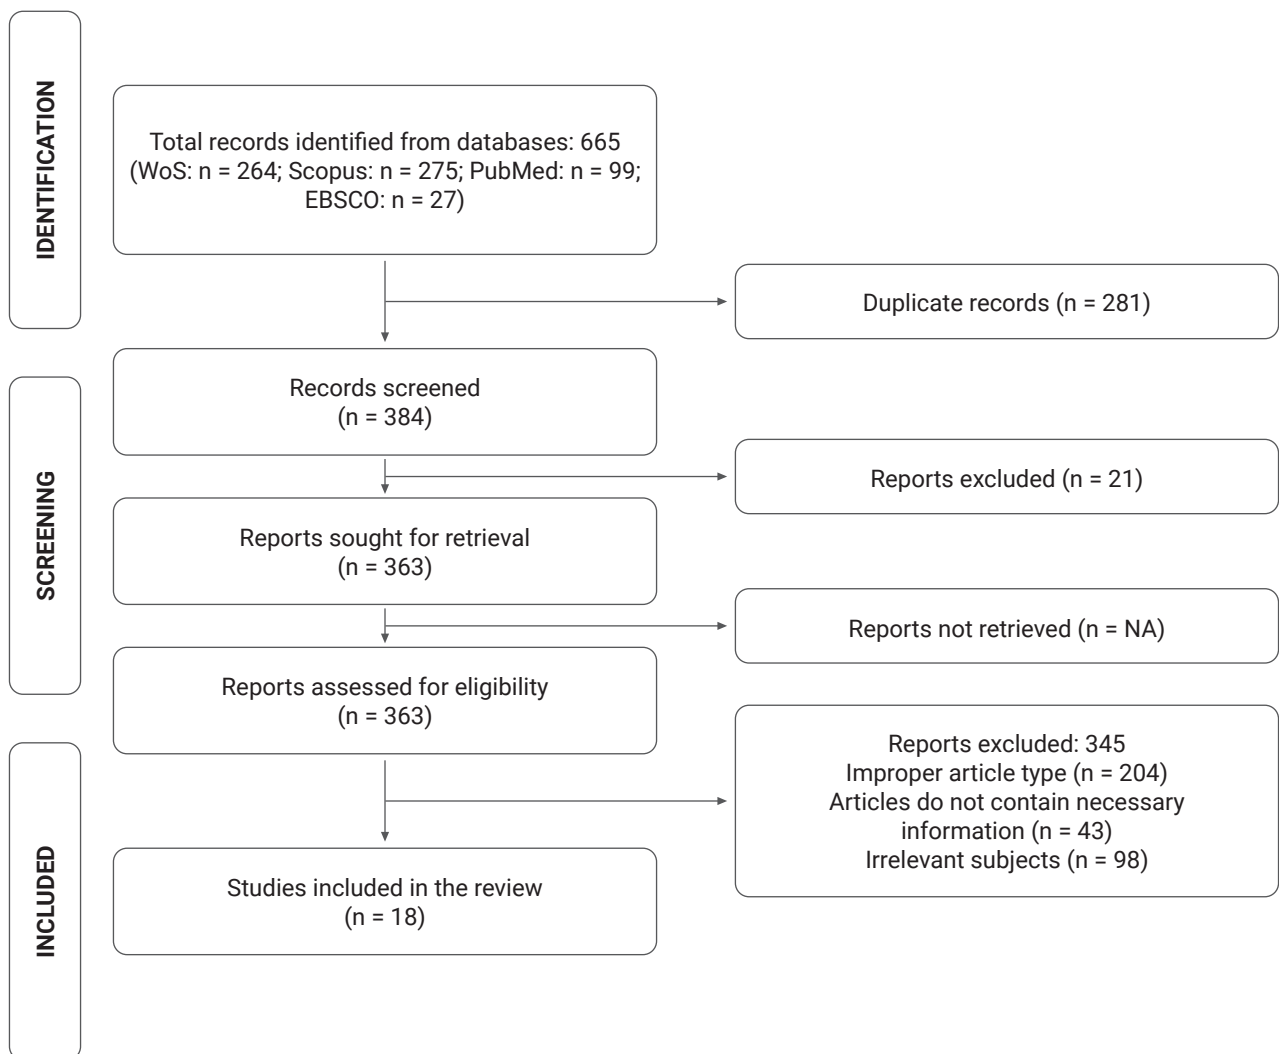 IDENTIFICATION
Total records identified from databases: 665
(WoS: n = 264; Scopus: n = 275; PubMed: n = 99;
EBSCO: n = 27)
Duplicate records (n = 281)
SCREENING
Records screened
(n = 384)
Reports excluded (n = 21)
Reports sought for retrieval
(n = 363)
Reports not retrieved (n = NA)
Reports assessed for eligibility
(n = 363)
Reports excluded: 345
Improper article type (n = 204)
Articles do not contain necessary
information (n = 43)
Irrelevant subjects (n = 98)
INCLUDED
Studies included in the review
(n = 18)